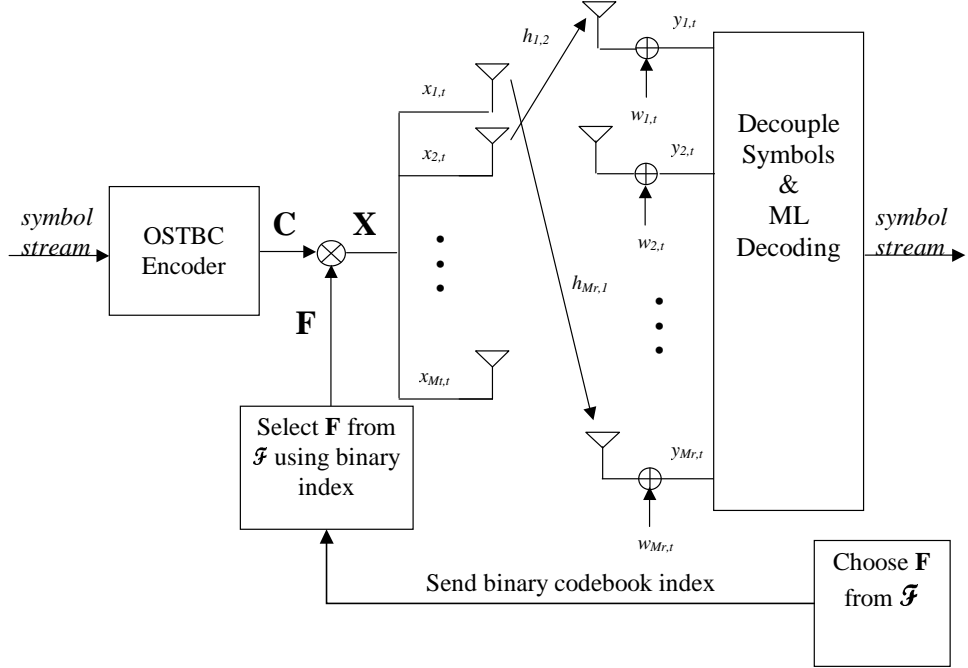 symbol
stream
OSTBC
Encoder
C
X
F
x1,t
x2,t
xMt,t
h1,2
hMr,1
y1,t
w1,t
y2,t
w2,t
yMr,t
wMr,t
Decouple
Symbols
&
ML
Decoding
symbol
stream
Select F from
ℱ using binary
index
Send binary codebook index
Choose F
from ℱ